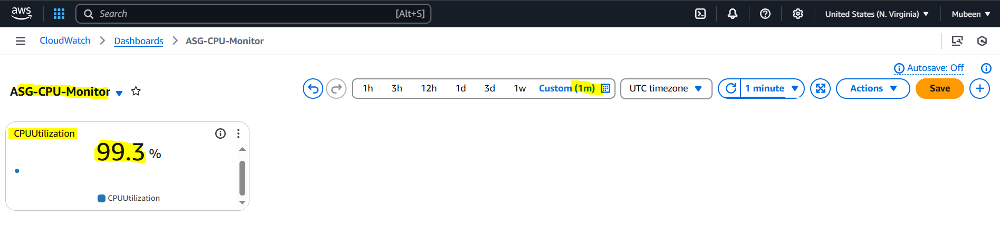 aws
Search [Alt+S]
United States (N. Virginia)
Mubeen
CloudWatch
Dashboards
ASG-CPU-Monitor
Autosave: Off
ASG-CPU-Monitor
1h 3h 12h 1d 3d 1w Custom (1m)
UTC timezone
1 minute
Actions
Save
CPUUtilization
99.3 %
CPUUtilization